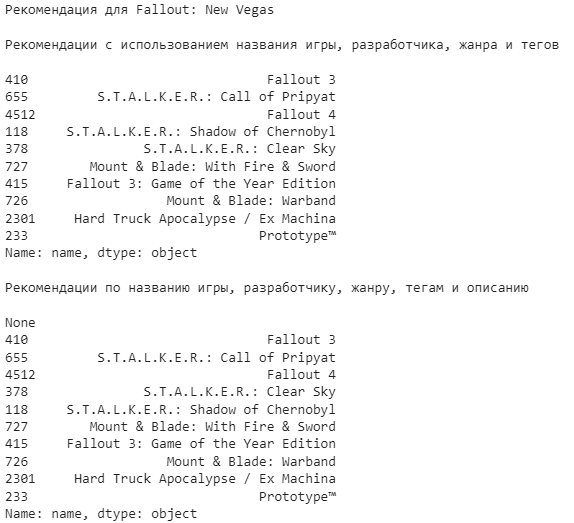 Рекомендация для Fallout: New Vegas
Рекомендации с использованием названия игры, разработчика, жанра и тегов
410 Fallout 3
655 S.T.A.L.K.E.R.: Call of Pripyat
4512 Fallout 4
118 S.T.A.L.K.E.R.: Shadow of Chernobyl
378 S.T.A.L.K.E.R.: Clear Sky
727 Mount & Blade: With Fire & Sword
415 Fallout 3: Game of the Year Edition
726 Mount & Blade: Warband
2301 Hard Truck Apocalypse / Ex Machina
233 Prototype™
Name: name, dtype: object
Рекомендации по названию игры, разработчику, жанру, тегам и описанию
None
410 Fallout 3
655 S.T.A.L.K.E.R.: Call of Pripyat
4512 Fallout 4
378 S.T.A.L.K.E.R.: Clear Sky
118 S.T.A.L.K.E.R.: Shadow of Chernobyl
727 Mount & Blade: With Fire & Sword
415 Fallout 3: Game of the Year Edition
726 Mount & Blade: Warband
2301 Hard Truck Apocalypse / Ex Machina
233 Prototype™
Name: name, dtype: object